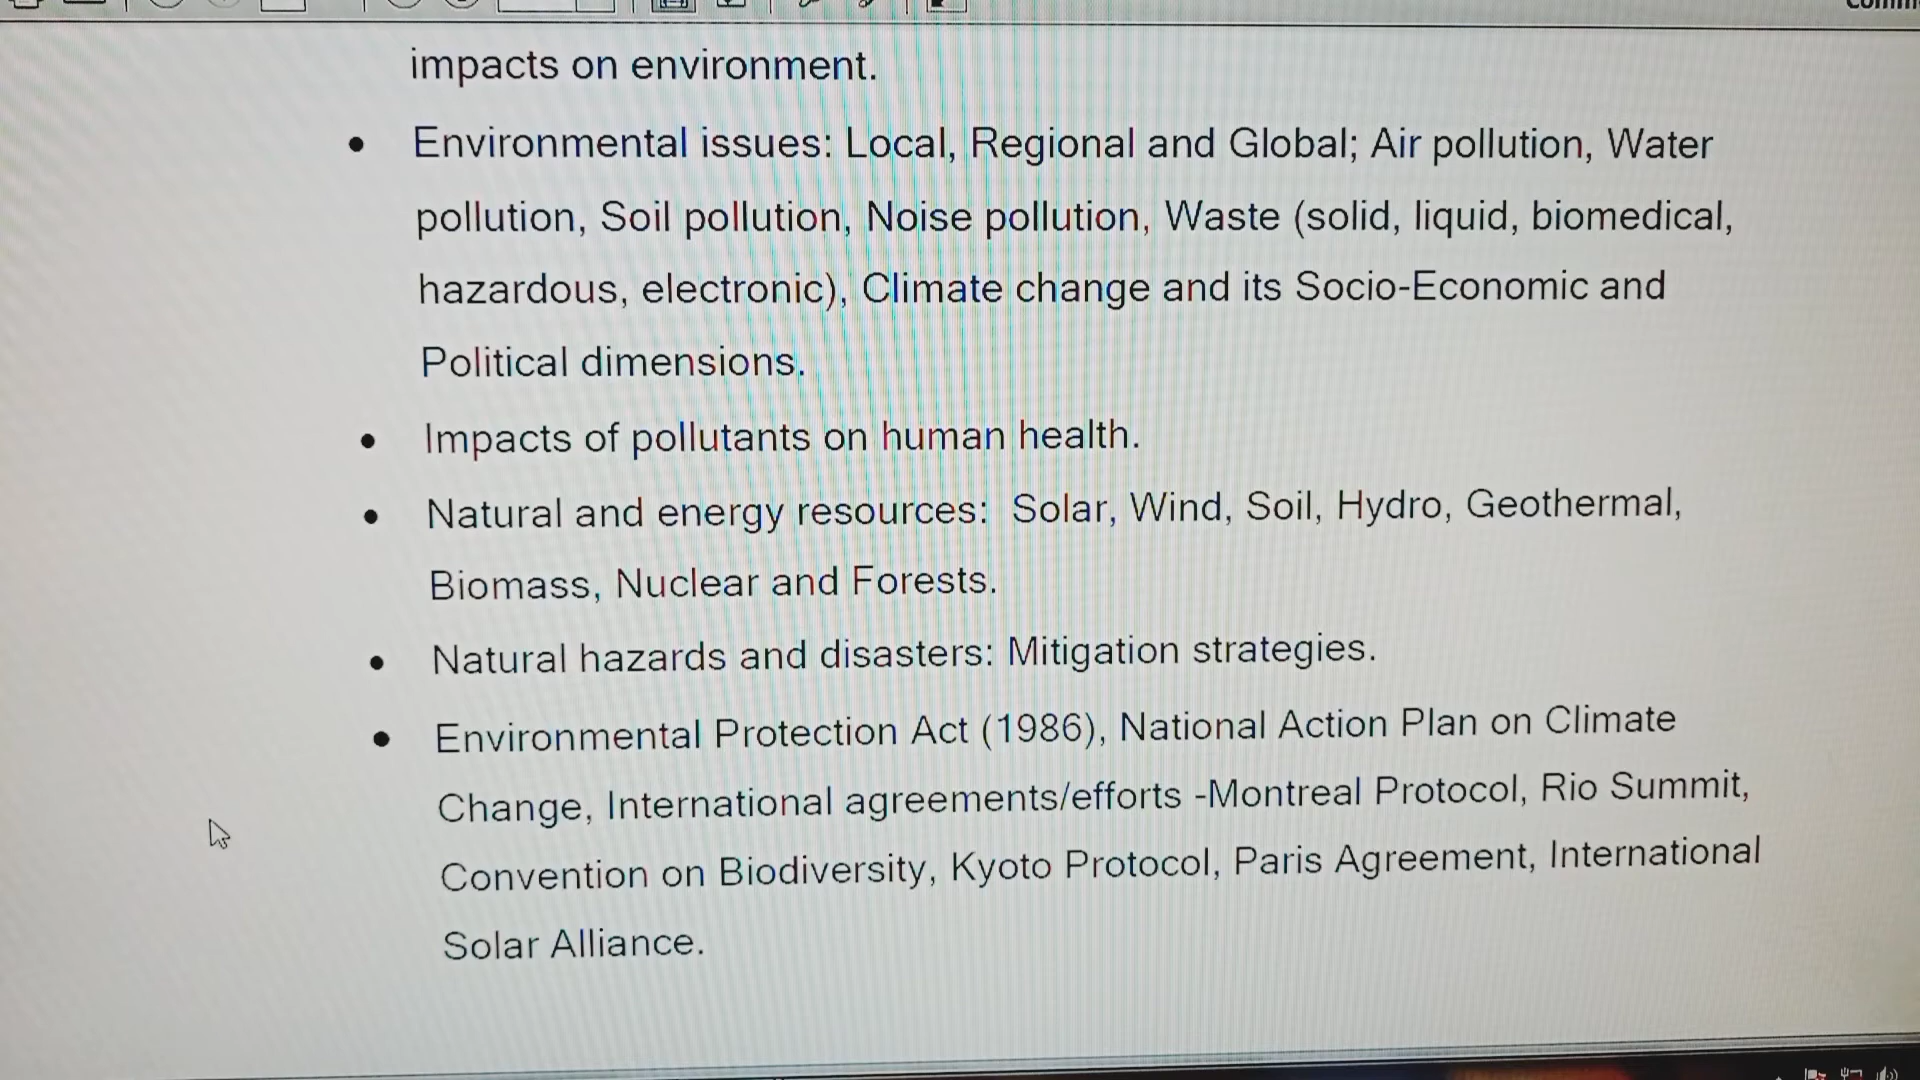 impacts on environment.
• Environmental issues: Local, Regional and Global; Air pollution, Water
pollution, Soil pollution, Noise pollution, Waste (solid, liquid, biomedical,
hazardous, electronic), Climate change and its Socio-Economic and
Political dimensions.
• Impacts of pollutants on human health.
• Natural and energy resources: Solar, Wind, Soil, Hydro, Geothermal,
Biomass, Nuclear and Forests.
• Natural hazards and disasters: Mitigation strategies.
• Environmental Protection Act (1986), National Action Plan on Climate
Change, International agreements/efforts -Montreal Protocol, Rio Summit,
Convention on Biodiversity, Kyoto Protocol, Paris Agreement, International
Solar Alliance.